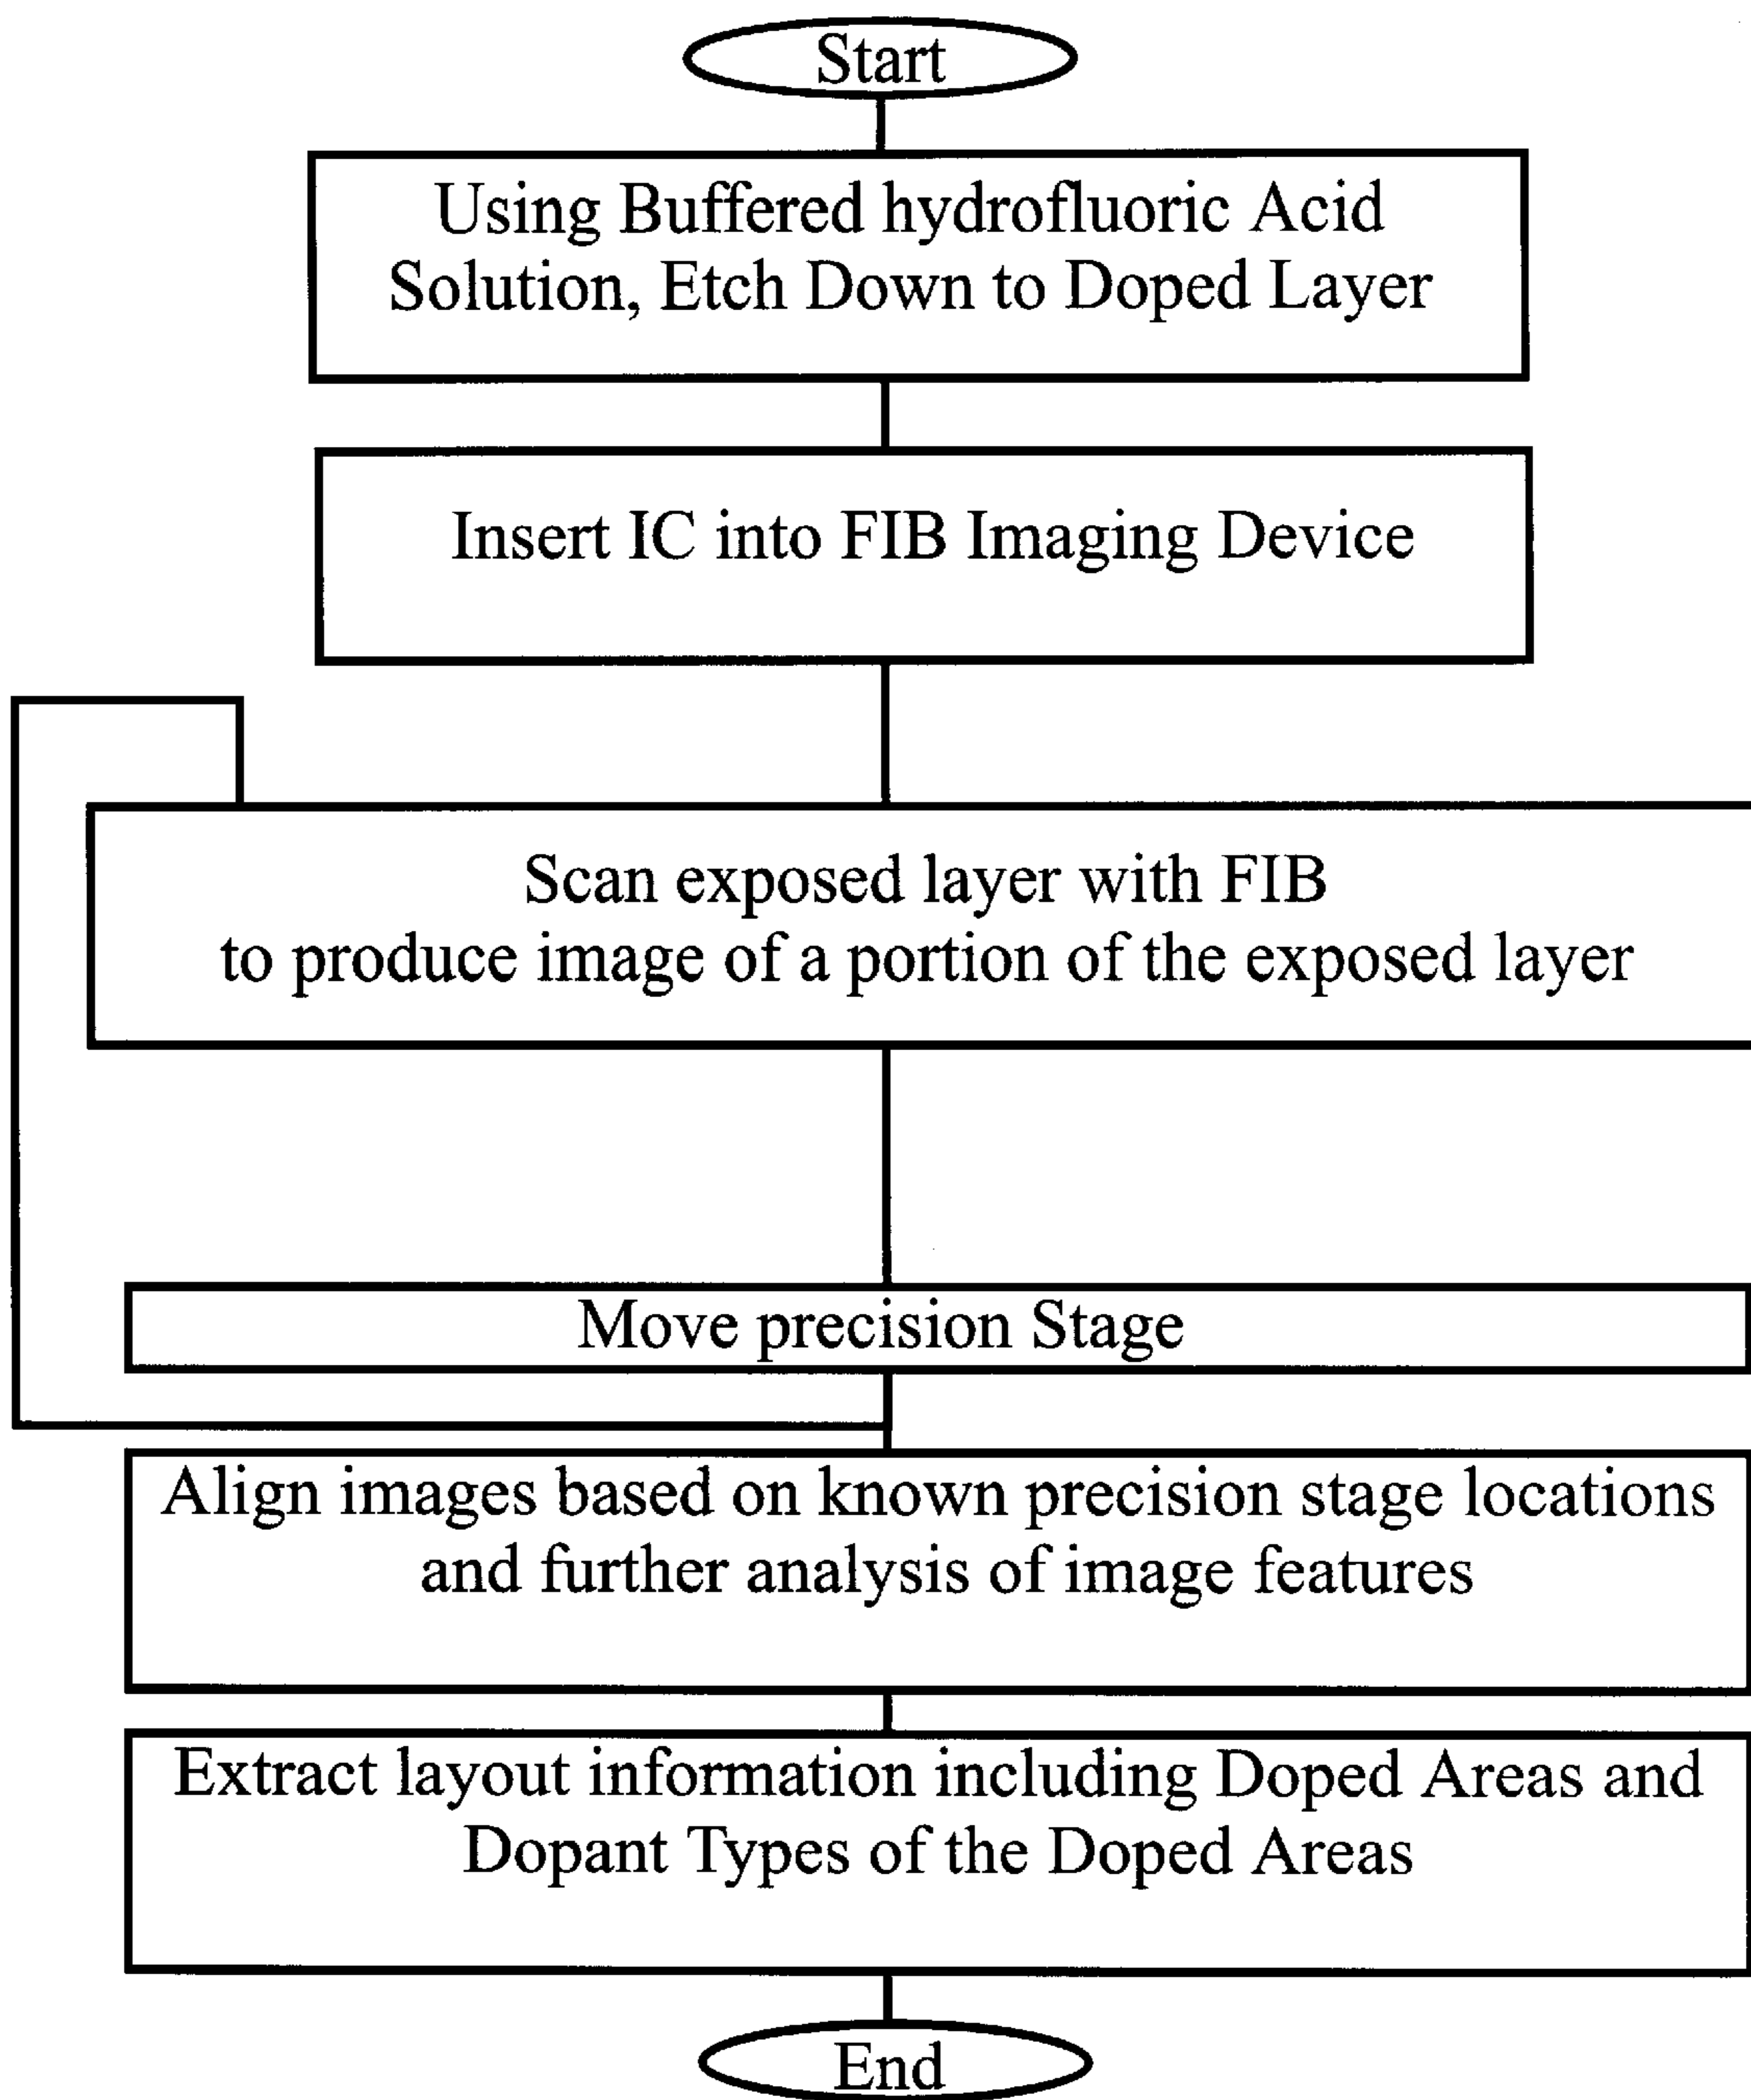 Start
Using Buffered hydrofluoric Acid
Solution, Etch Down to Doped Layer
Insert IC into FIB Imaging Device
Scan exposed layer with FIB
to produce image of a portion of the exposed layer
Move precision Stage
Align images based on known precision stage locations
and further analysis of image features
Extract layout information including Doped Areas and
Dopant Types of the Doped Areas
End